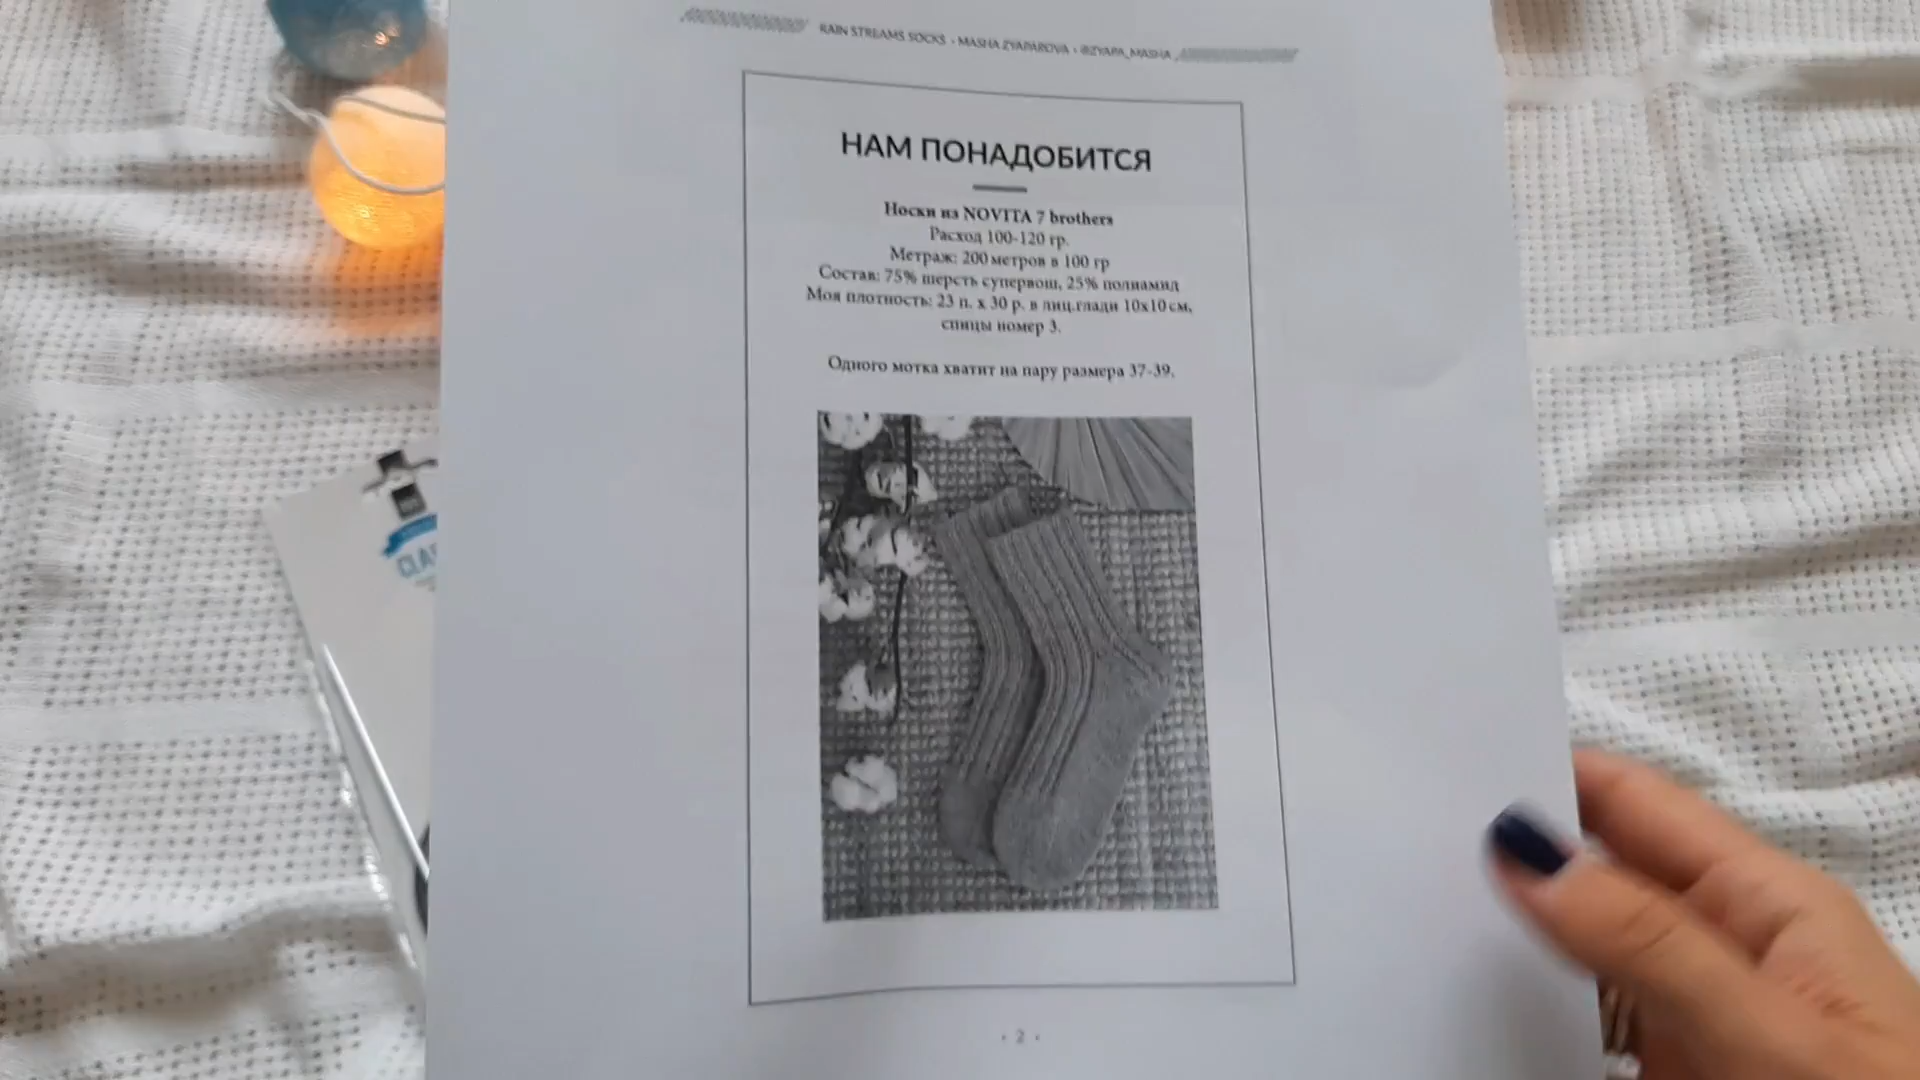 RAIN STREAMS SOCKS • MASHA ZYAPAROVA • @ZYAPA_MASHA
НАМ ПОНАДОБИТСЯ
Носки из NOVITA 7 brothers
Расход 100-120 гр.
Метраж: 200 метров в 100 гр
Состав: 75% шерсть супервош, 25% полиамид
Моя плотность: 23 п. х 30 р. в лиц.глади 10х10 см,
спицы номер 3.
Одного мотка хватит на пару размера 37-39.
• 2 •